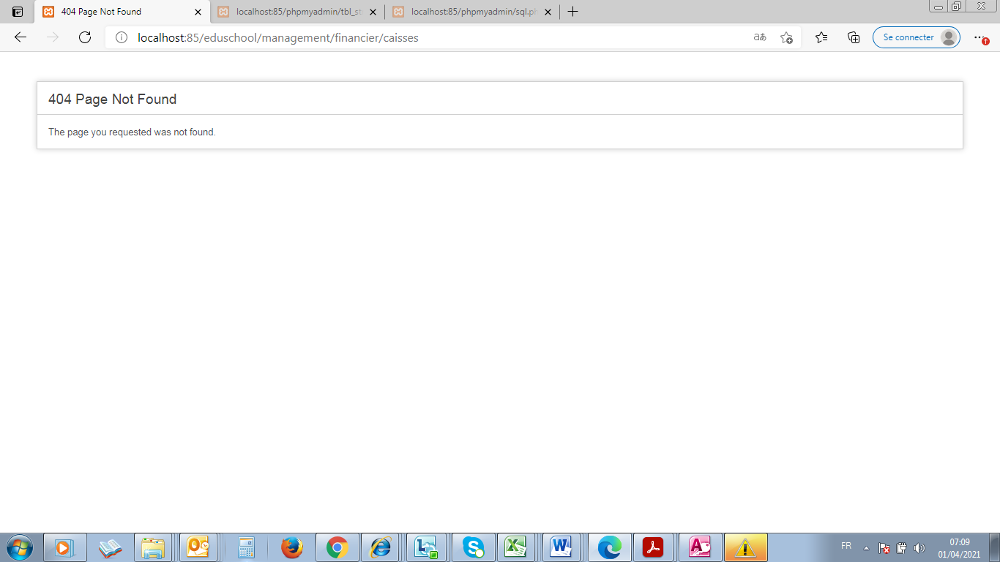 404 Page Not Found
localhost:85/phpmyadmin/tbl_st
localhost:85/phpmyadmin/sql.ph
localhost:85/eduschool/management/financier/caisses
aあ
Se connecter
404 Page Not Found
The page you requested was not found.
FR
07:09
01/04/2021